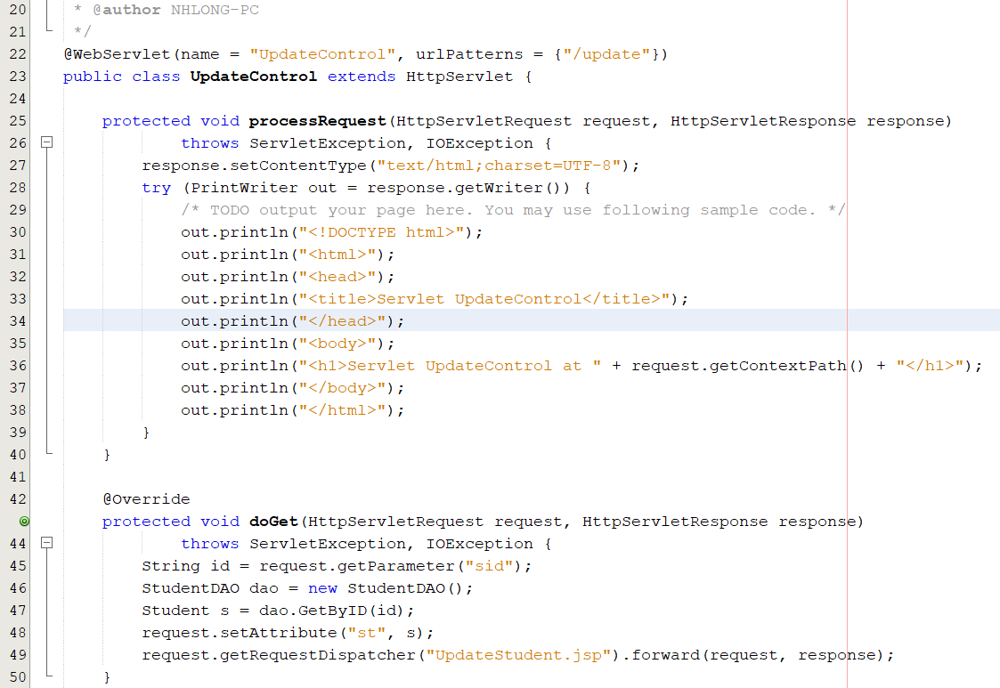 20 * @author NHLONG-PC
21 */
22 @WebServlet(name = "UpdateControl", urlPatterns = {"/update"})
23 public class UpdateControl extends HttpServlet {
24
25 protected void processRequest(HttpServletRequest request, HttpServletResponse response)
26 throws ServletException, IOException {
27 response.setContentType("text/html;charset=UTF-8");
28 try (PrintWriter out = response.getWriter()) {
29 /* TODO output your page here. You may use following sample code. */
30 out.println("<!DOCTYPE html>");
31 out.println("<html>");
32 out.println("<head>");
33 out.println("<title>Servlet UpdateControl</title>");
34 out.println("</head>");
35 out.println("<body>");
36 out.println("<h1>Servlet UpdateControl at " + request.getContextPath() + "</h1>");
37 out.println("</body>");
38 out.println("</html>");
39 }
40 }
41
42 @Override
protected void doGet(HttpServletRequest request, HttpServletResponse response)
44 throws ServletException, IOException {
45 String id = request.getParameter("sid");
46 StudentDAO dao = new StudentDAO();
47 Student s = dao.GetByID(id);
48 request.setAttribute("st", s);
49 request.getRequestDispatcher("UpdateStudent.jsp").forward(request, response);
50 }